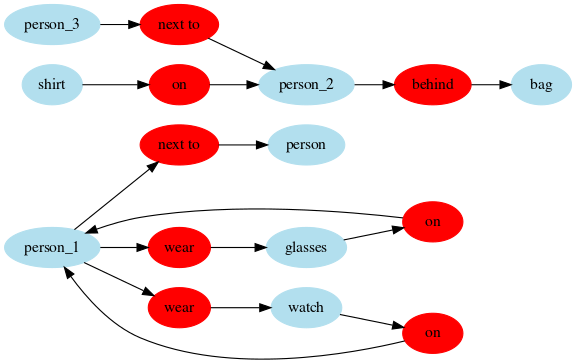 person_3 next to
shirt on person_2 behind bag
next to person
on
person_1 wear glasses
wear watch
on